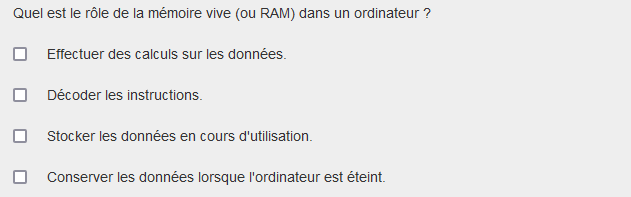 Quel est le rôle de la mémoire vive (ou RAM) dans un ordinateur ?
Effectuer des calculs sur les données.
Décoder les instructions.
Stocker les données en cours d'utilisation.
Conserver les données lorsque l'ordinateur est éteint.